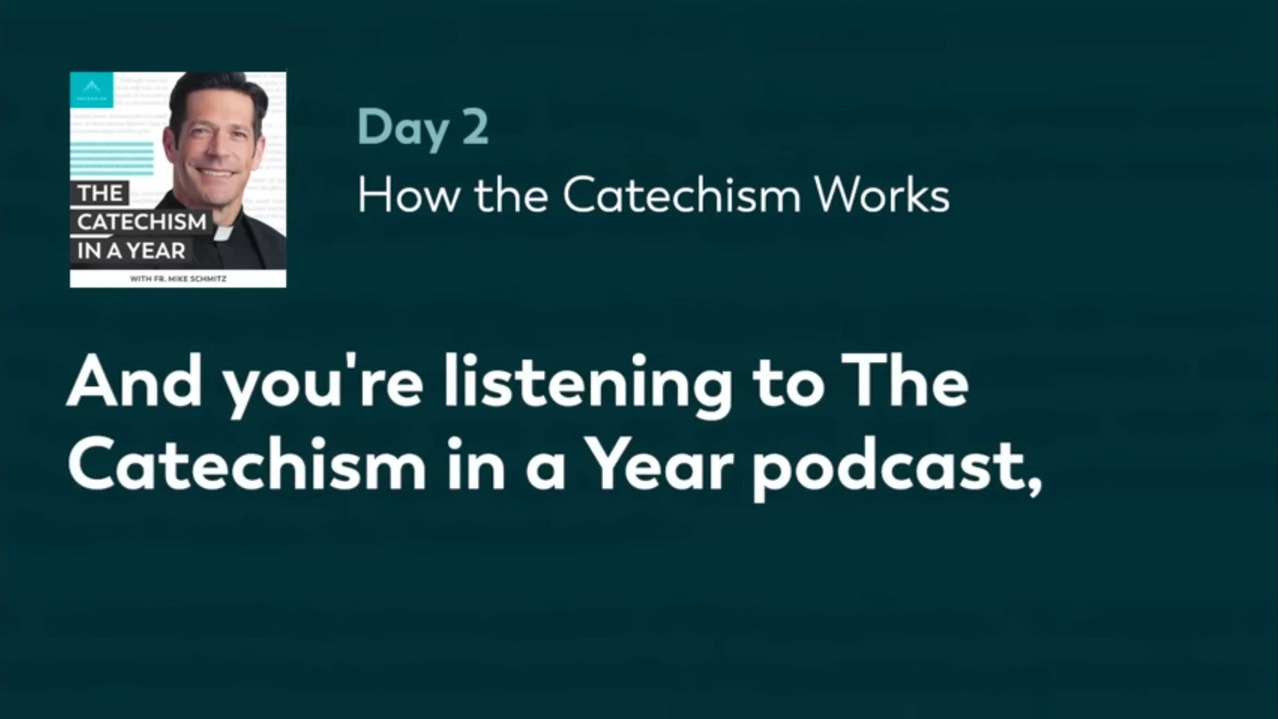 Day 2
How the Catechism Works
THE
CATECHISM
IN A YEAR
WITH FR. MIKE SCHMITZ
And you're listening to The
Catechism in a Year podcast,